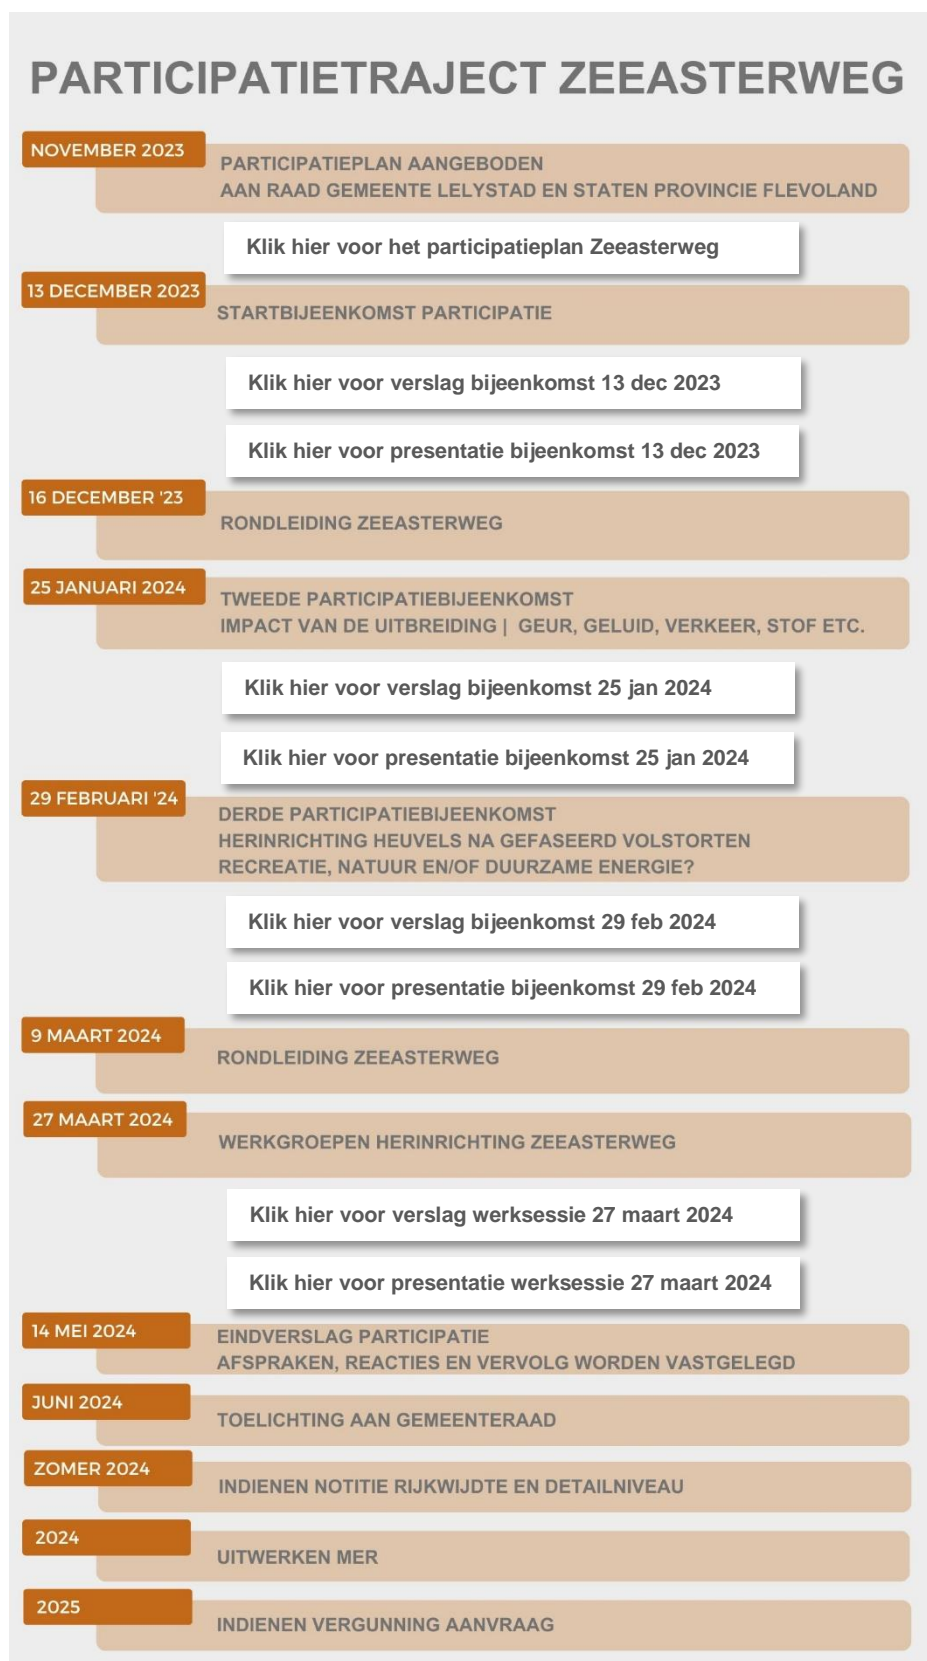 PARTICIPATIETRAJECT ZEEASTERWEG
NOVEMBER 2023
PARTICIPATIEPLAN AANGEBODEN
AAN RAAD GEMEENTE LELYSTAD EN STATEN PROVINCIE FLEVOLAND
Klik hier voor het participatieplan Zeeasterweg
13 DECEMBER 2023
STARTBIJEENKOMST PARTICIPATIE
Klik hier voor verslag bijeenkomst 13 dec 2023
Klik hier voor presentatie bijeenkomst 13 dec 2023
16 DECEMBER '23
RONDLEIDING ZEEASTERWEG
25 JANUARI 2024
TWEEDE PARTICIPATIEBIJEENKOMST
IMPACT VAN DE UITBREIDING | GEUR, GELUID, VERKEER, STOF ETC.
Klik hier voor verslag bijeenkomst 25 jan 2024
Klik hier voor presentatie bijeenkomst 25 jan 2024
29 FEBRUARI '24
DERDE PARTICIPATIEBIJEENKOMST
HERINRICHTING HEUVELS NA GEFASEERD VOLSTORTEN
RECREATIE, NATUUR EN/OF DUURZAME ENERGIE?
Klik hier voor verslag bijeenkomst 29 feb 2024
Klik hier voor presentatie bijeenkomst 29 feb 2024
9 MAART 2024
RONDLEIDING ZEEASTERWEG
27 MAART 2024
WERKGROEPEN HERINRICHTING ZEEASTERWEG
Klik hier voor verslag werksessie 27 maart 2024
Klik hier voor presentatie werksessie 27 maart 2024
14 MEI 2024
EINDVERSLAG PARTICIPATIE
AFSPRAKEN, REACTIES EN VERVOLG WORDEN VASTGELEGD
JUNI 2024
TOELICHTING AAN GEMEENTERAAD
ZOMER 2024
INDIENEN NOTITIE RIJKWIJDTE EN DETAILNIVEAU
2024
UITWERKEN MER
2025
INDIENEN VERGUNNING AANVRAAG